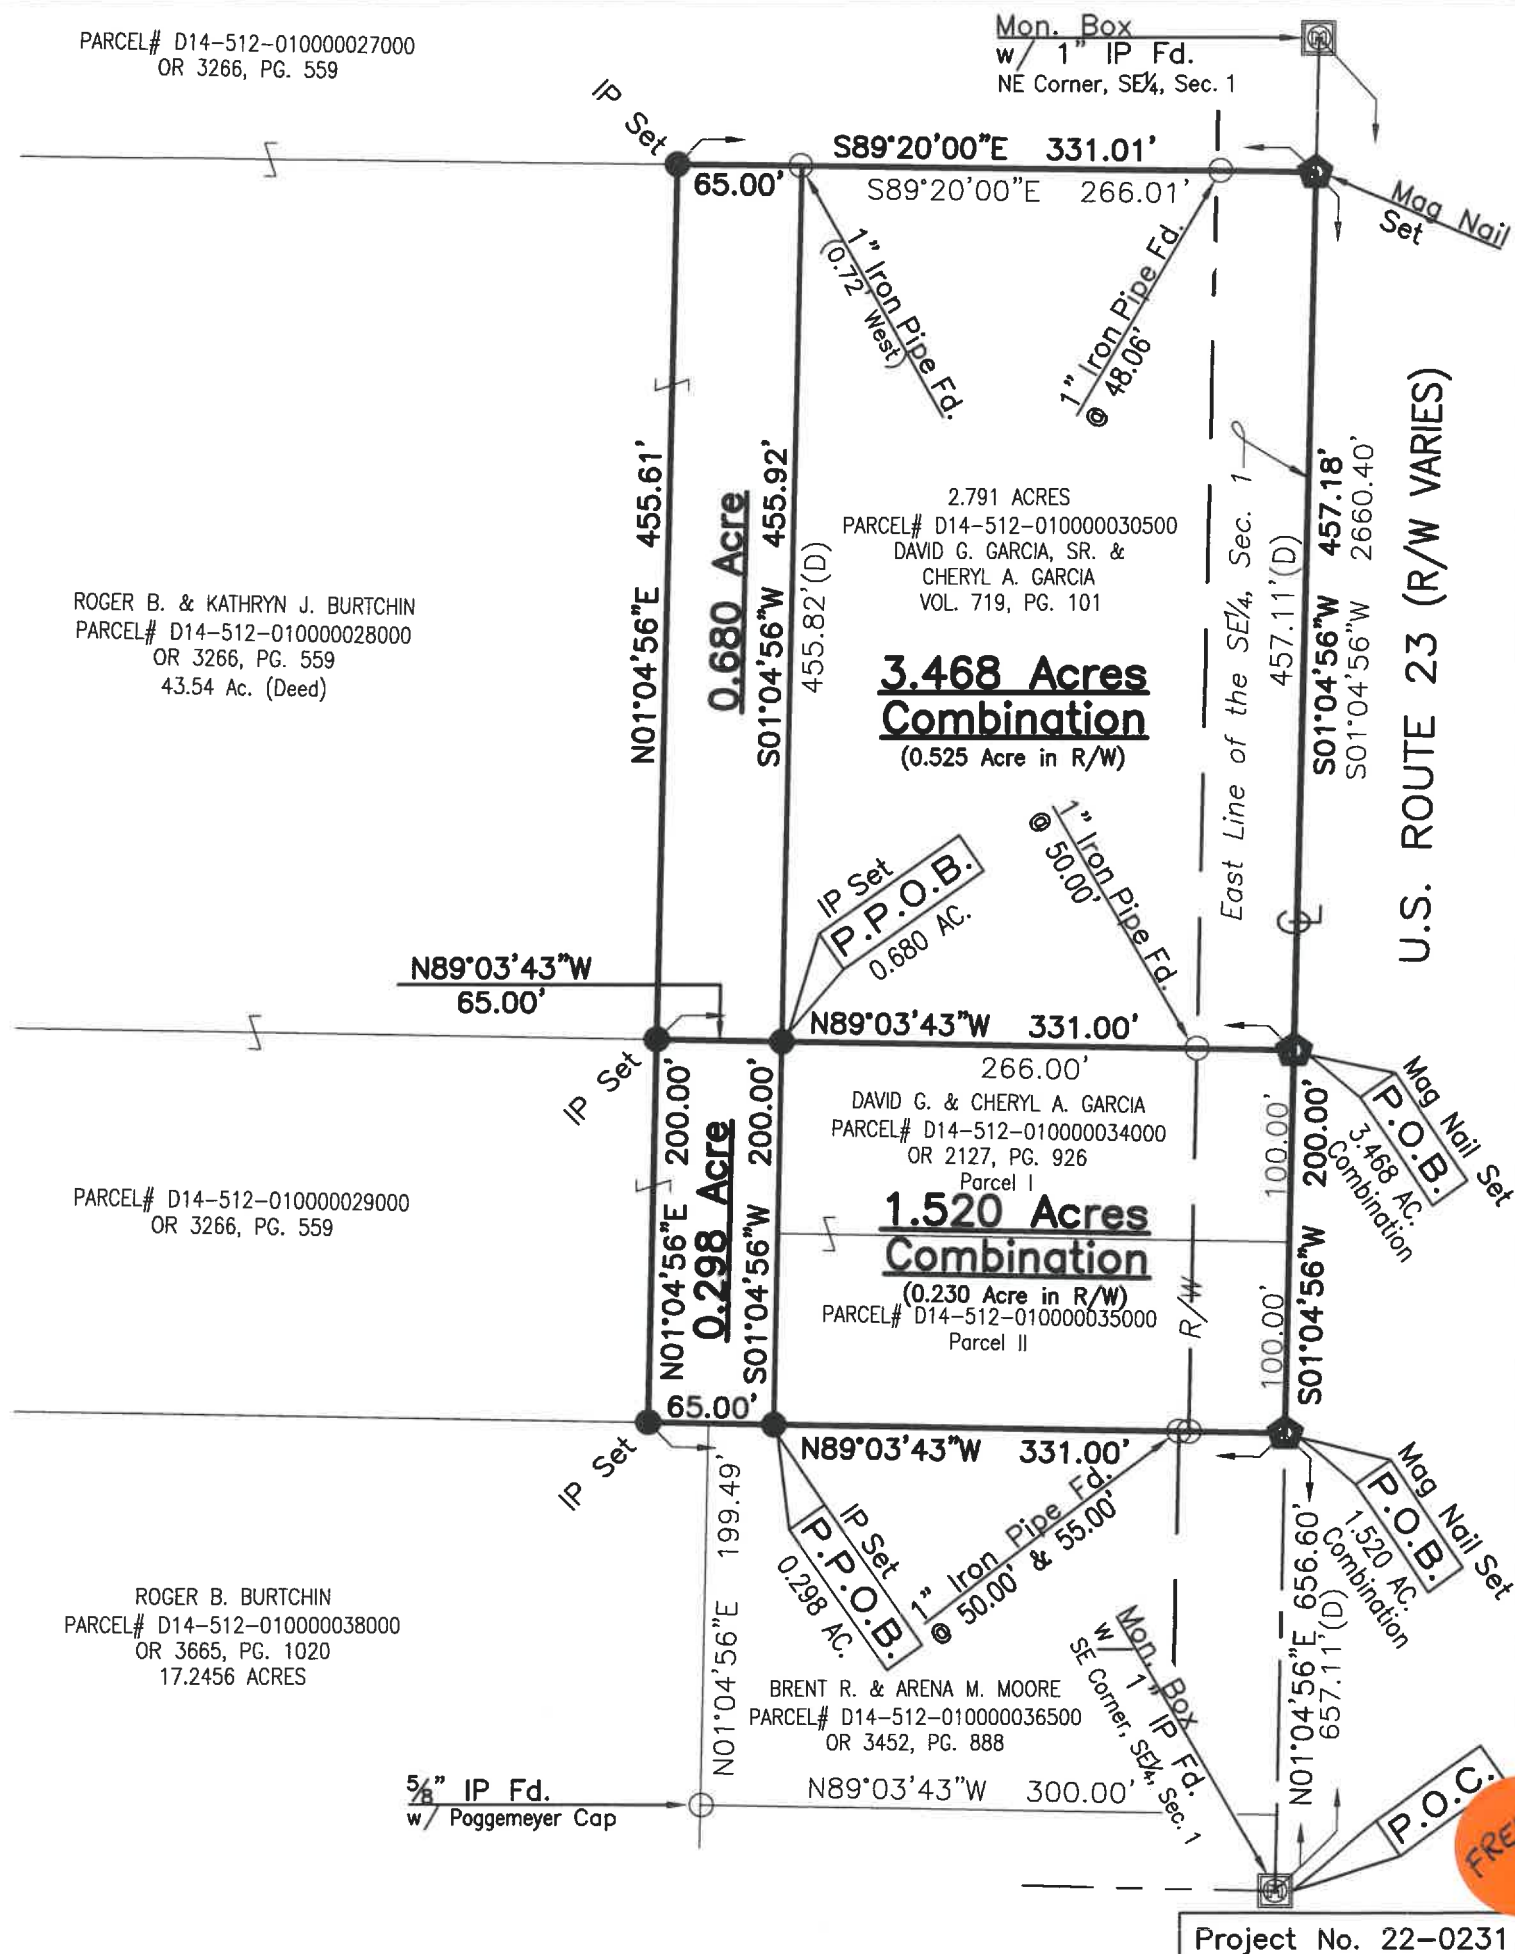 PARCEL# D14-512-010000027000
OR 3266, PG. 559
Mon. Box
w/ 1" IP Fd.
NE Corner, SE¼, Sec. 1
IP Set
S89°20'00"E 331.01'
65.00'
S89°20'00"E 266.01'
Mag Nail
Set
1" Iron Pipe Fd.
(0.72' West)
1" Iron Pipe Fd.
@ 48.06'
N01°04'56"E 455.61'
0.680 Acre
S01°04'56"W 455.92'
455.82'(D)
2.791 ACRES
PARCEL# D14-512-010000030500
DAVID G. GARCIA, SR. &
CHERYL A. GARCIA
VOL. 719, PG. 101
3.468 Acres
Combination
(0.525 Acre in R/W)
East Line of the SE¼, Sec. 1
457.11'(D)
S01°04'56"W 457.18'
S01°04'56"W 2660.40'
U.S. ROUTE 23 (R/W VARIES)
ROGER B. & KATHRYN J. BURTCHIN
PARCEL# D14-512-010000028000
OR 3266, PG. 559
43.54 Ac. (Deed)
IP Set
P.P.O.B.
0.680 AC.
1" Iron Pipe Fd.
@ 50.00'
℄
N89°03'43"W
65.00'
N89°03'43"W 331.00'
266.00'
IP Set
Mag Nail Set
P.O.B.
3.468 AC.
Combination
N01°04'56"E 200.00'
0.298 Acre
S01°04'56"W 200.00'
DAVID G. & CHERYL A. GARCIA
PARCEL# D14-512-010000034000
OR 2127, PG. 926
Parcel I
1.520 Acres
Combination
(0.230 Acre in R/W)
PARCEL# D14-512-010000035000
Parcel II
R/W
100.00'
100.00'
S01°04'56"W 200.00'
PARCEL# D14-512-010000029000
OR 3266, PG. 559
65.00'
N89°03'43"W 331.00'
IP Set
N01°04'56"E 199.49'
IP Set
P.P.O.B.
0.298 AC.
1" Iron Pipe Fd.
@ 50.00' & 55.00'
Mag Nail Set
P.O.B.
1.520 AC.
Combination
N01°04'56"E 656.60'
657.11'(D)
ROGER B. BURTCHIN
PARCEL# D14-512-010000038000
OR 3665, PG. 1020
17.2456 ACRES
BRENT R. & ARENA M. MOORE
PARCEL# D14-512-010000036500
OR 3452, PG. 888
Mon. Box
w/ 1" IP Fd.
SE Corner, SE¼, Sec. 1
5/8" IP Fd.
w/ Poggemeyer Cap
N89°03'43"W 300.00'
P.O.C.
FRE
Project No. 22-0231